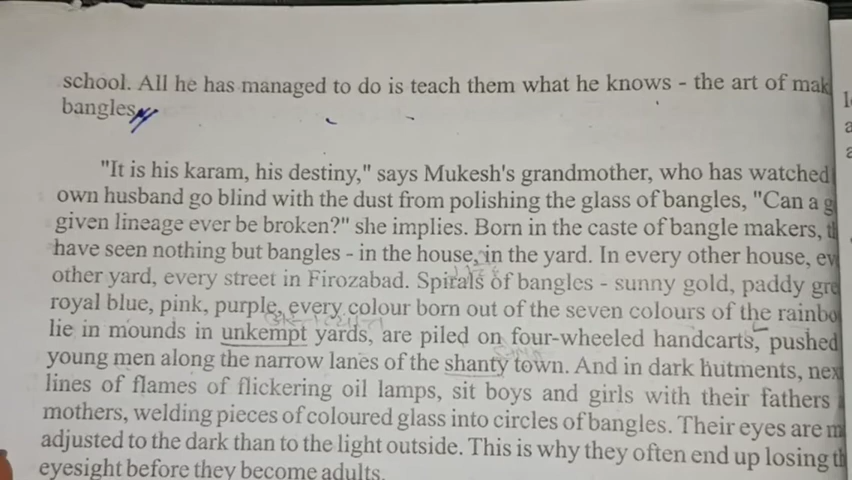 school. All he has managed to do is teach them what he knows - the art of mak
bangles.
"It is his karam, his destiny," says Mukesh's grandmother, who has watched
own husband go blind with the dust from polishing the glass of bangles, "Can a g
given lineage ever be broken?" she implies. Born in the caste of bangle makers, th
have seen nothing but bangles - in the house, in the yard. In every other house, ev
other yard, every street in Firozabad. Spirals of bangles - sunny gold, paddy gre
royal blue, pink, purple, every colour born out of the seven colours of the rainbo
lie in mounds in unkempt yards, are piled on four-wheeled handcarts, pushed
young men along the narrow lanes of the shanty town. And in dark hutments, nex
lines of flames of flickering oil lamps, sit boys and girls with their fathers
mothers, welding pieces of coloured glass into circles of bangles. Their eyes are m
adjusted to the dark than to the light outside. This is why they often end up losing th
eyesight before they become adults.